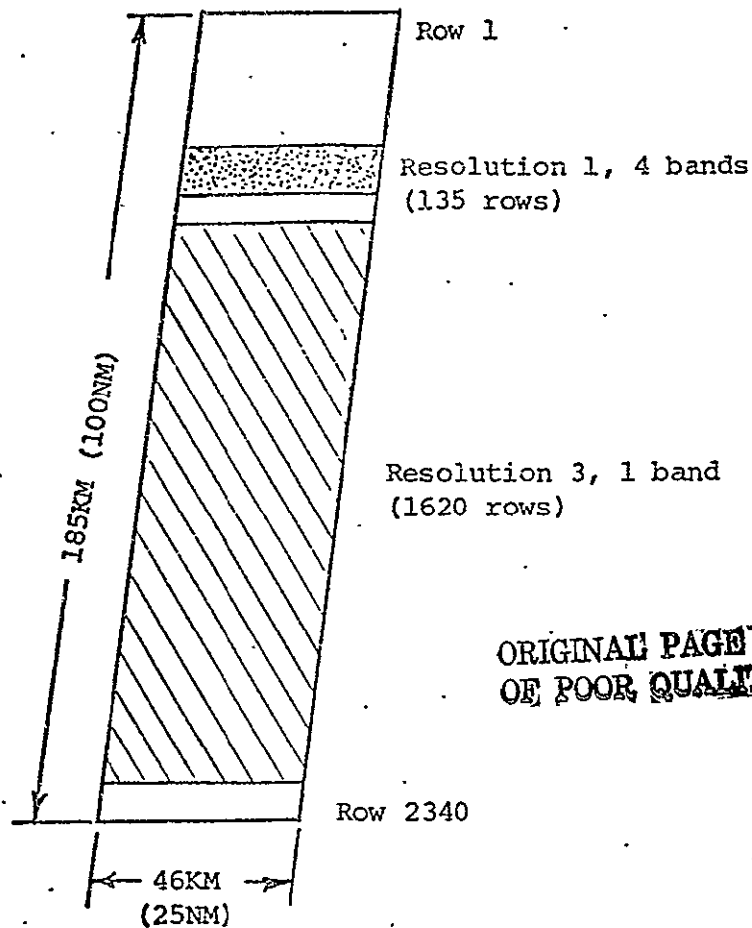 Row 1
Resolution 1, 4 bands
(135 rows)
185KM (100NM)
Resolution 3, 1 band
(1620 rows)
ORIGINAL PAGE
OF POOR
Row 2340
46KM
(25NM)